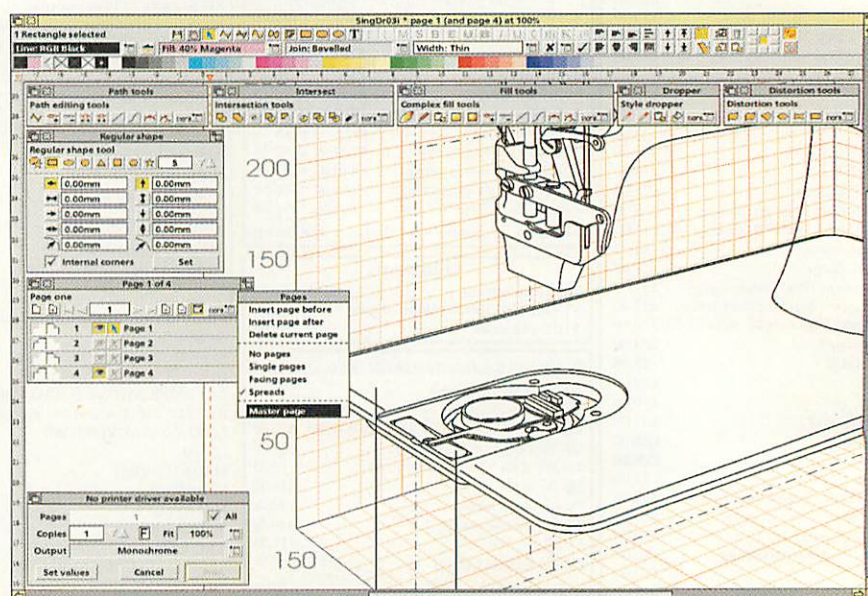 SingDr03i * page 1 (and page 4) at 100%
1 Rectangle selected
Line: RGB Black
Fill: 40% Magenta
Join: Bevelled
Width: Thin
Path tools
Path editing tools
more
Intersect
Intersection tools
more
Fill tools
Complex fill tools
more
Dropper
Style dropper
Distortion tools
Distortion tools
more
Regular shape
Regular shape tool
5
0.00mm 0.00mm
0.00mm 0.00mm
0.00mm 0.00mm
0.00mm 0.00mm
0.00mm 0.00mm
Internal corners Set
Page 1 of 4
Page one
1
more
1 Page 1
2 Page 2
3 Page 3
4 Page 4
Pages
Insert page before
Insert page after
Delete current page
No pages
Single pages
Facing pages
Spreads
Master page
200
150
50
150
No printer driver available
Pages 1 All
Copies 1 F Fit 100%
Output Monochrome
Set values Cancel